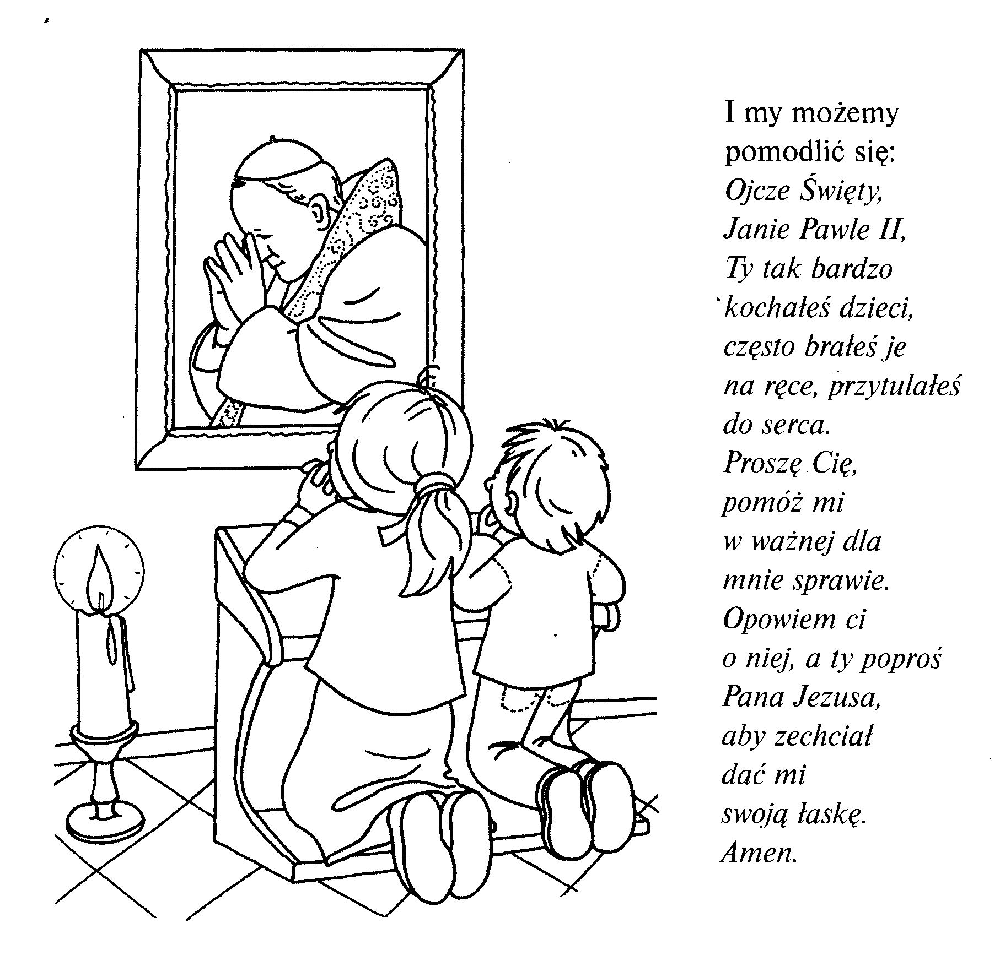 I my możemy
pomodlić się:
Ojcze Święty,
Janie Pawle II,
Ty tak bardzo
kochałeś dzieci,
często brałeś je
na ręce, przytulałeś
do serca.
Proszę Cię,
pomóż mi
w ważnej dla
mnie sprawie.
Opowiem ci
o niej, a ty poproś
Pana Jezusa,
aby zechciał
dać mi
swoją łaskę.
Amen.